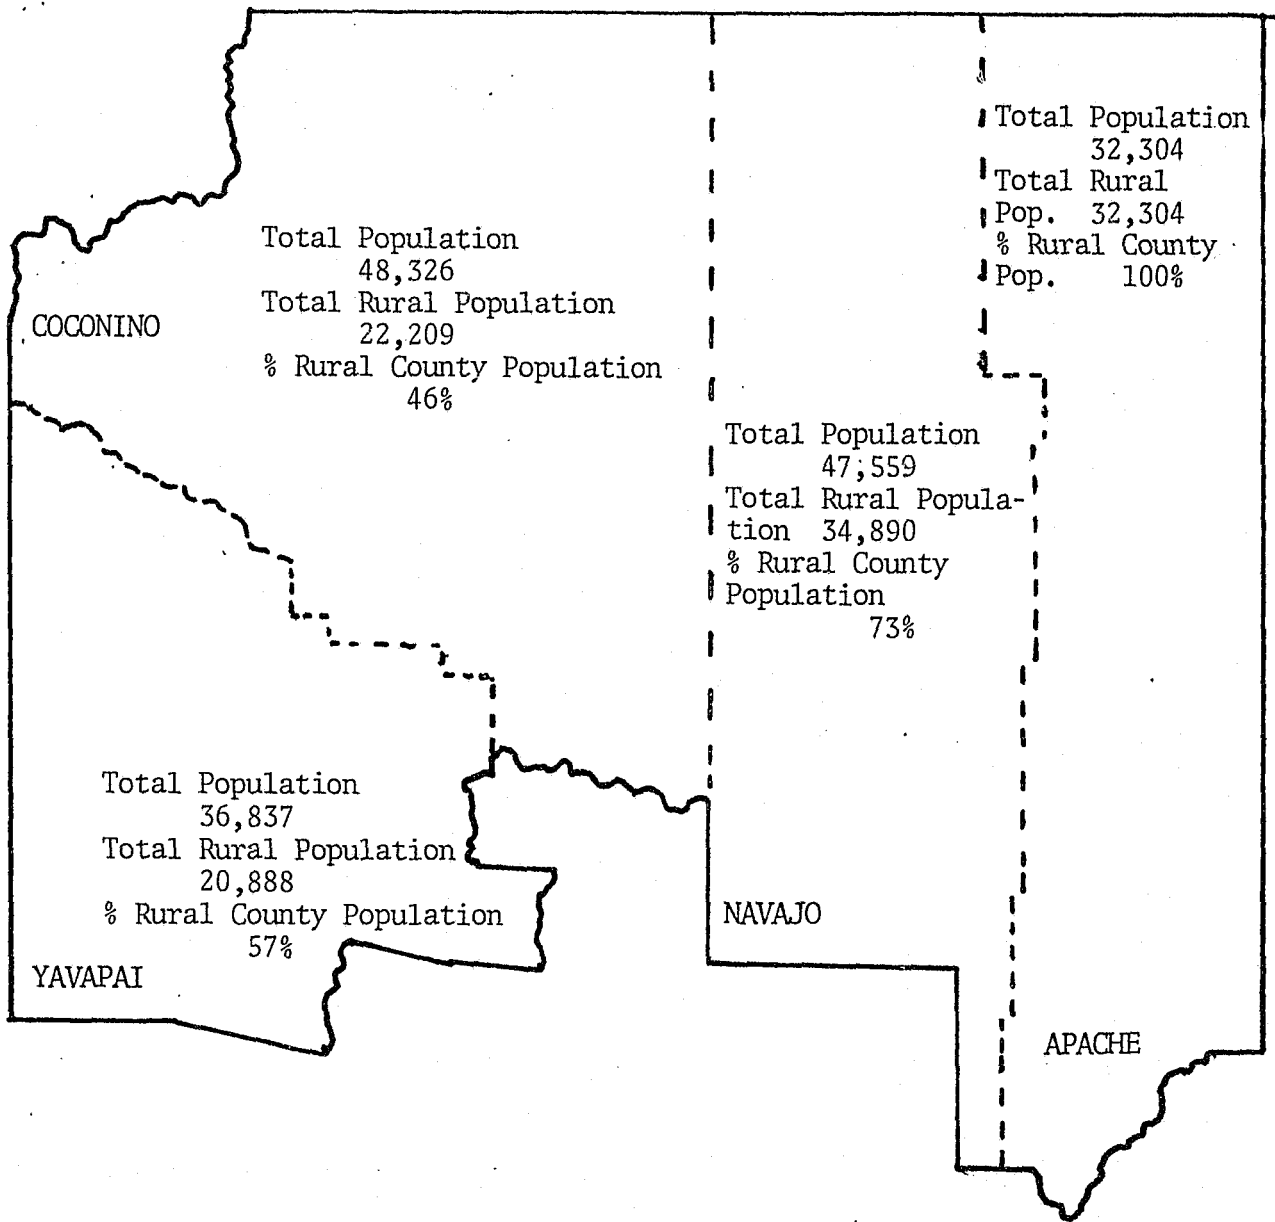 Total Population
32,304
Total Rural
Pop. 32,304
% Rural County
Pop. 100%
Total Population
48,326
Total Rural Population
22,209
% Rural County Population
46%
COCONINO
Total Population
47,559
Total Rural Popula-
tion 34,890
% Rural County
Population
73%
Total Population
36,837
Total Rural Population
20,888
% Rural County Population
57%
YAVAPAI
NAVAJO
APACHE